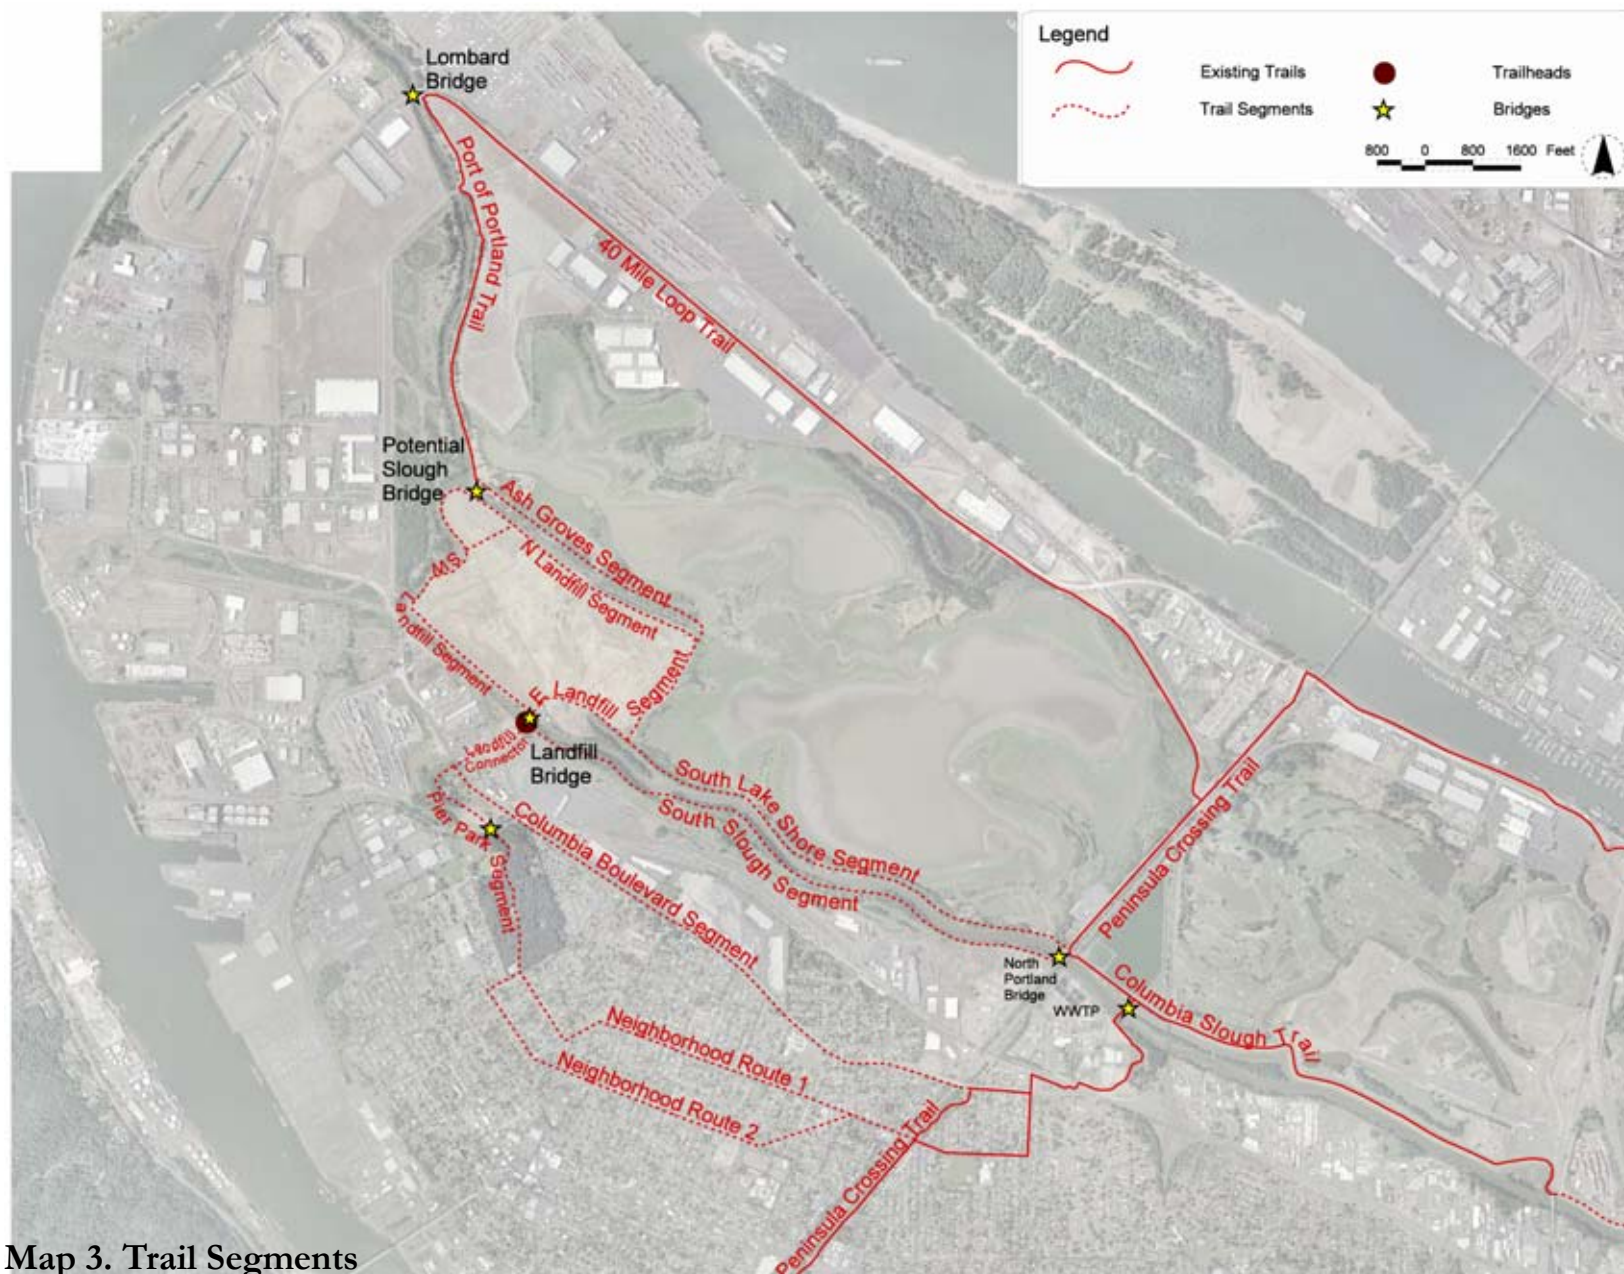 Legend
Existing Trails
Trailheads
Trail Segments
Bridges
800 0 800 1600 Feet
Lombard
Bridge
Port of Portland Trail
40 Mile Loop Trail
Potential
Slough
Bridge
Ash Groves Segment
N Landfill Segment
SW
Landfill Segment
E Landfill Segment
Landfill
Connector
Landfill
Bridge
South Lake Shore Segment
South Slough Segment
Pier Park Segment
Columbia Boulevard Segment
Peninsula Crossing Trail
North
Portland
Bridge
WWTP
Columbia Slough Trail
Neighborhood Route 1
Neighborhood Route 2
Peninsula Crossing Trail
Map 3. Trail Segments